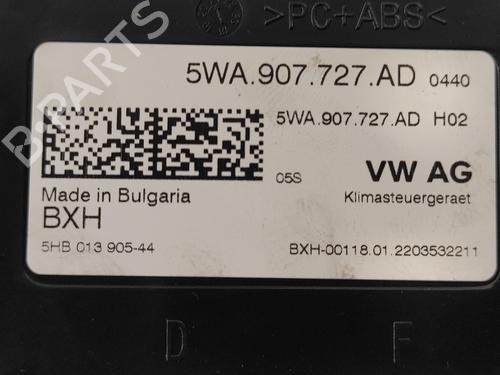 >PC+ABS<
5WA.907.727.AD 0440
5WA.907.727.AD H02
05S VW AG
Made in Bulgaria Klimasteuergeraet
BXH
5HB 013 905-44 BXH-00118.01.2203532211
D F
B-PARTS